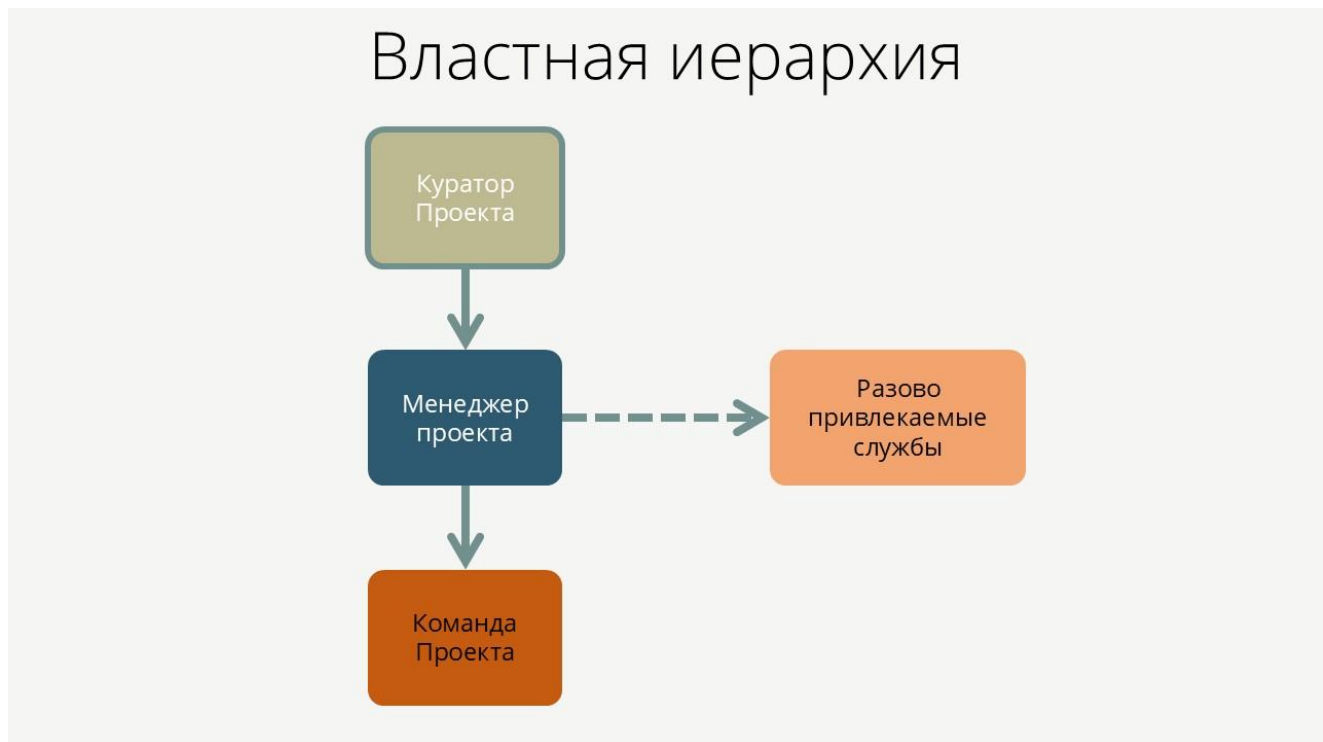 Властная иерархия
Куратор
Проекта
Менеджер
проекта
Разово
привлекаемые
службы
Команда
Проекта